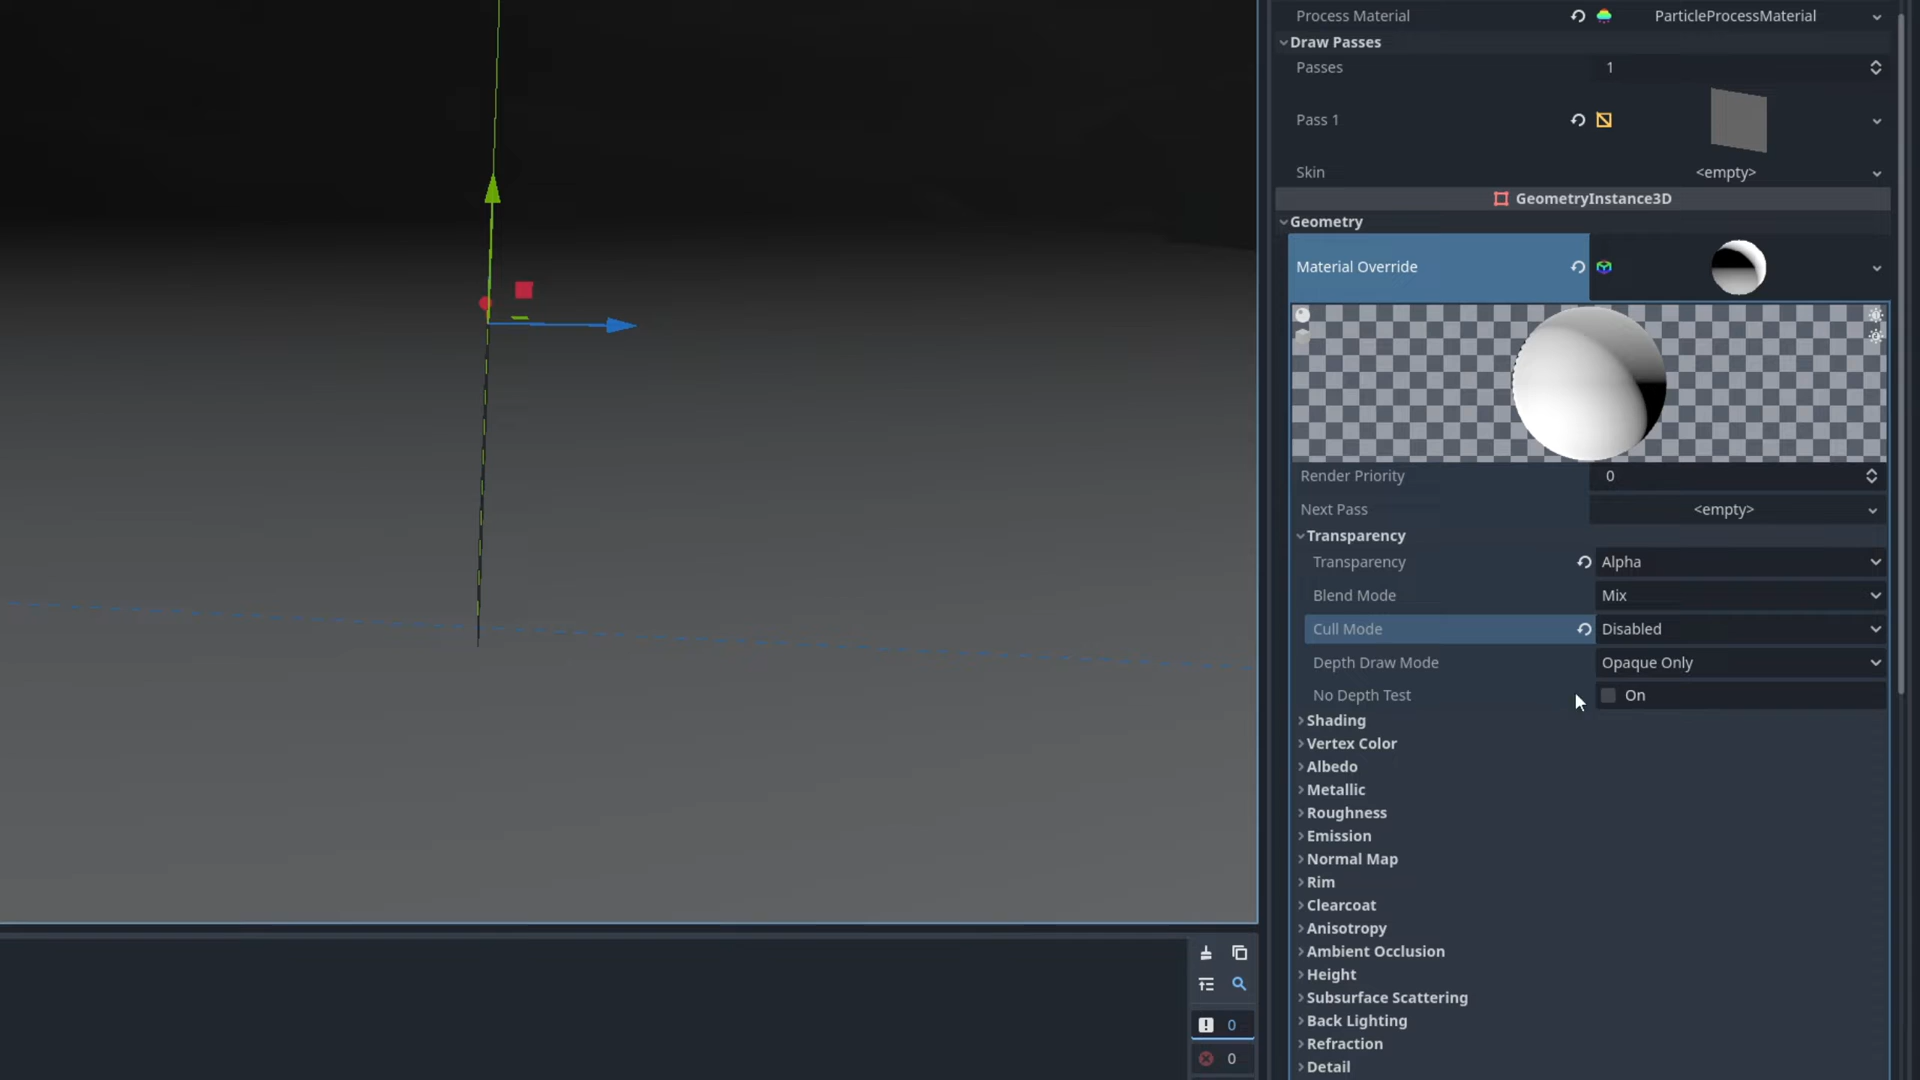 Process Material ParticleProcessMaterial
Draw Passes
Passes 1
Pass 1
Skin <empty>
GeometryInstance3D
Geometry
Material Override
Render Priority 0
Next Pass <empty>
Transparency
Transparency Alpha
Blend Mode Mix
Cull Mode Disabled
Depth Draw Mode Opaque Only
No Depth Test On
Shading
Vertex Color
Albedo
Metallic
Roughness
Emission
Normal Map
Rim
Clearcoat
Anisotropy
Ambient Occlusion
Height
Subsurface Scattering
Back Lighting
Refraction
Detail
0
0